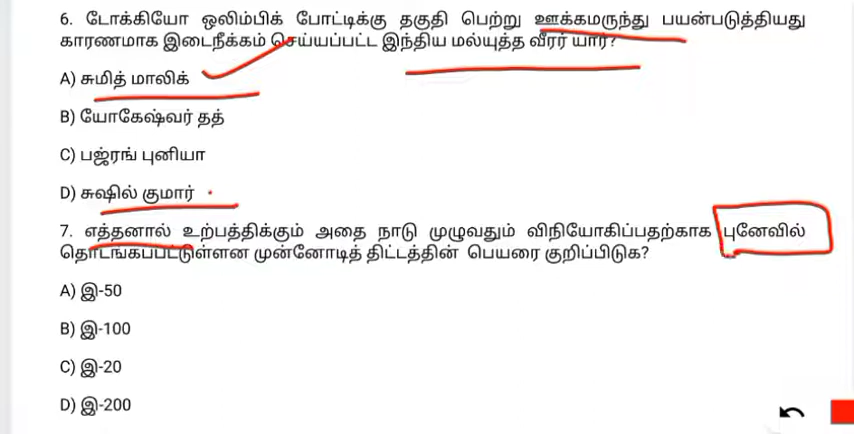 6. டோக்கியோ ஒலிம்பிக் போட்டிக்கு தகுதி பெற்று ஊக்கமருந்து பயன்படுத்தியது
காரணமாக இடைநீக்கம் செய்யப்பட்ட இந்திய மல்யுத்த வீரர் யார்?
A) சுமித் மாலிக்
B) யோகேஷ்வர் தத்
C) பஜ்ரங் புனியா
D) சுஷில் குமார்
7. எத்தனால் உற்பத்திக்கும் அதை நாடு முழுவதும் விநியோகிப்பதற்காக புனேவில்
தொடங்கப்பட்டுள்ளன முன்னோடித் திட்டத்தின் பெயரை குறிப்பிடுக?
A) இ-50
B) இ-100
C) இ-20
D) இ-200